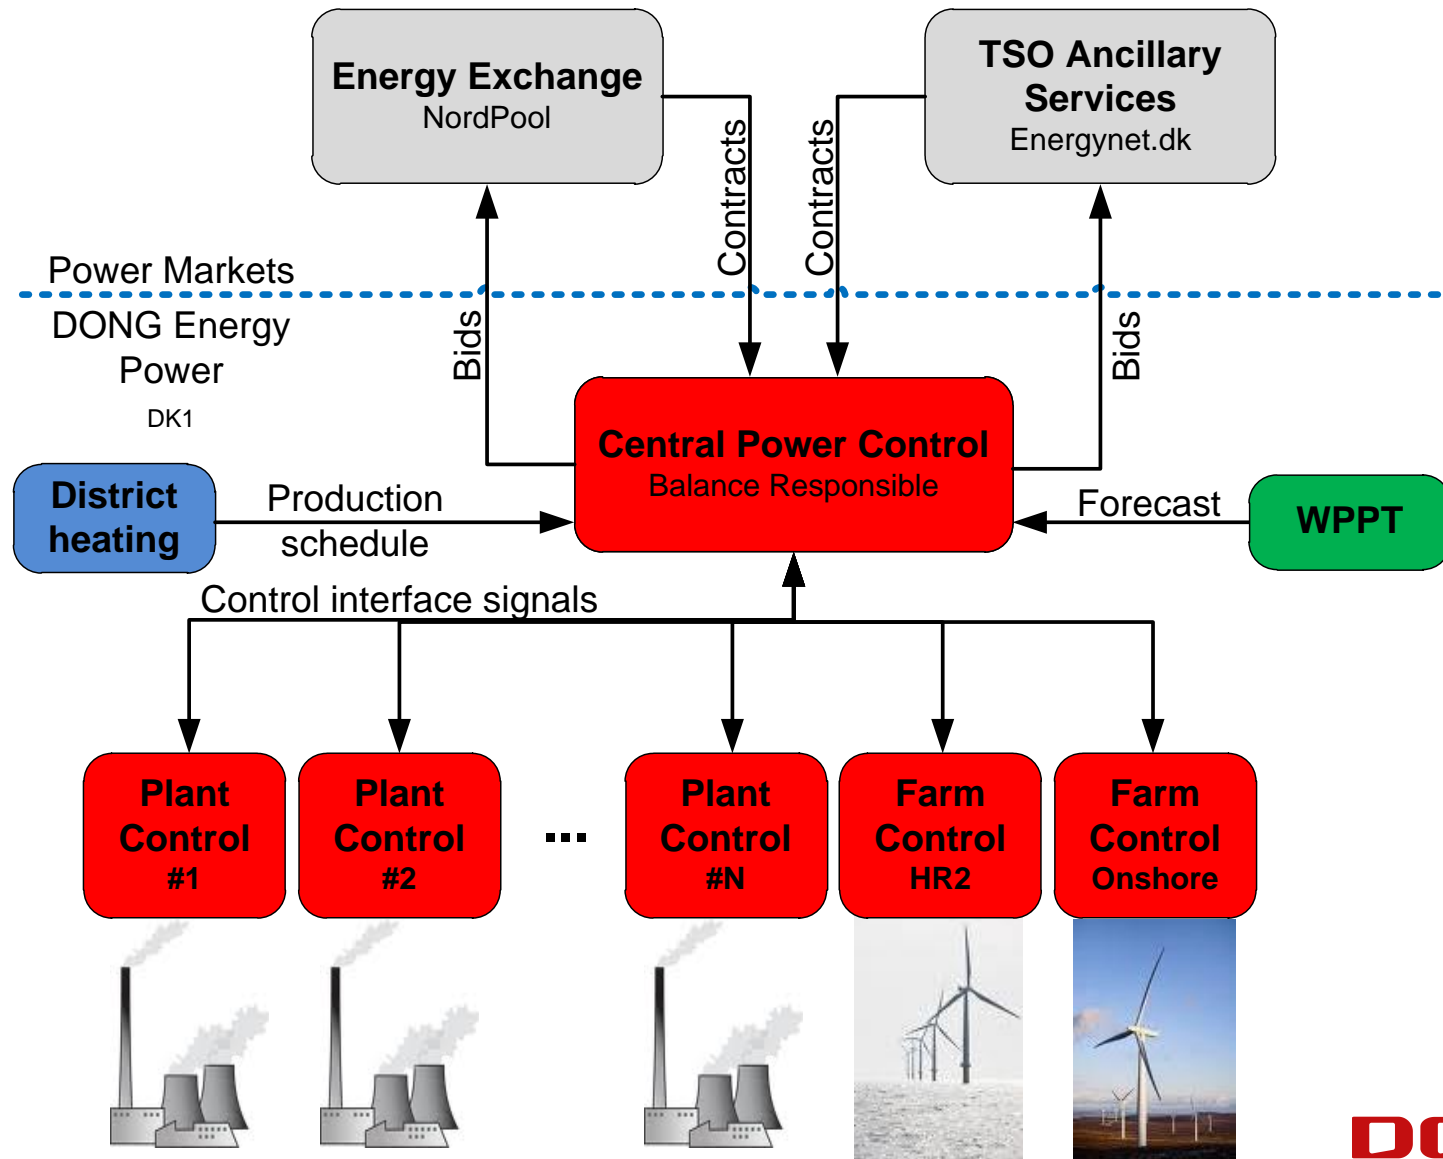 Energy Exchange
NordPool
TSO Ancillary
Services
Energynet.dk
Contracts
Contracts
Power Markets
DONG Energy
Power
DK1
Bids
Bids
Central Power Control
Balance Responsible
District
heating
Production
schedule
Forecast
WPPT
Control interface signals
Plant
Control
#1
Plant
Control
#2
...
Plant
Control
#N
Farm
Control
HR2
Farm
Control
Onshore